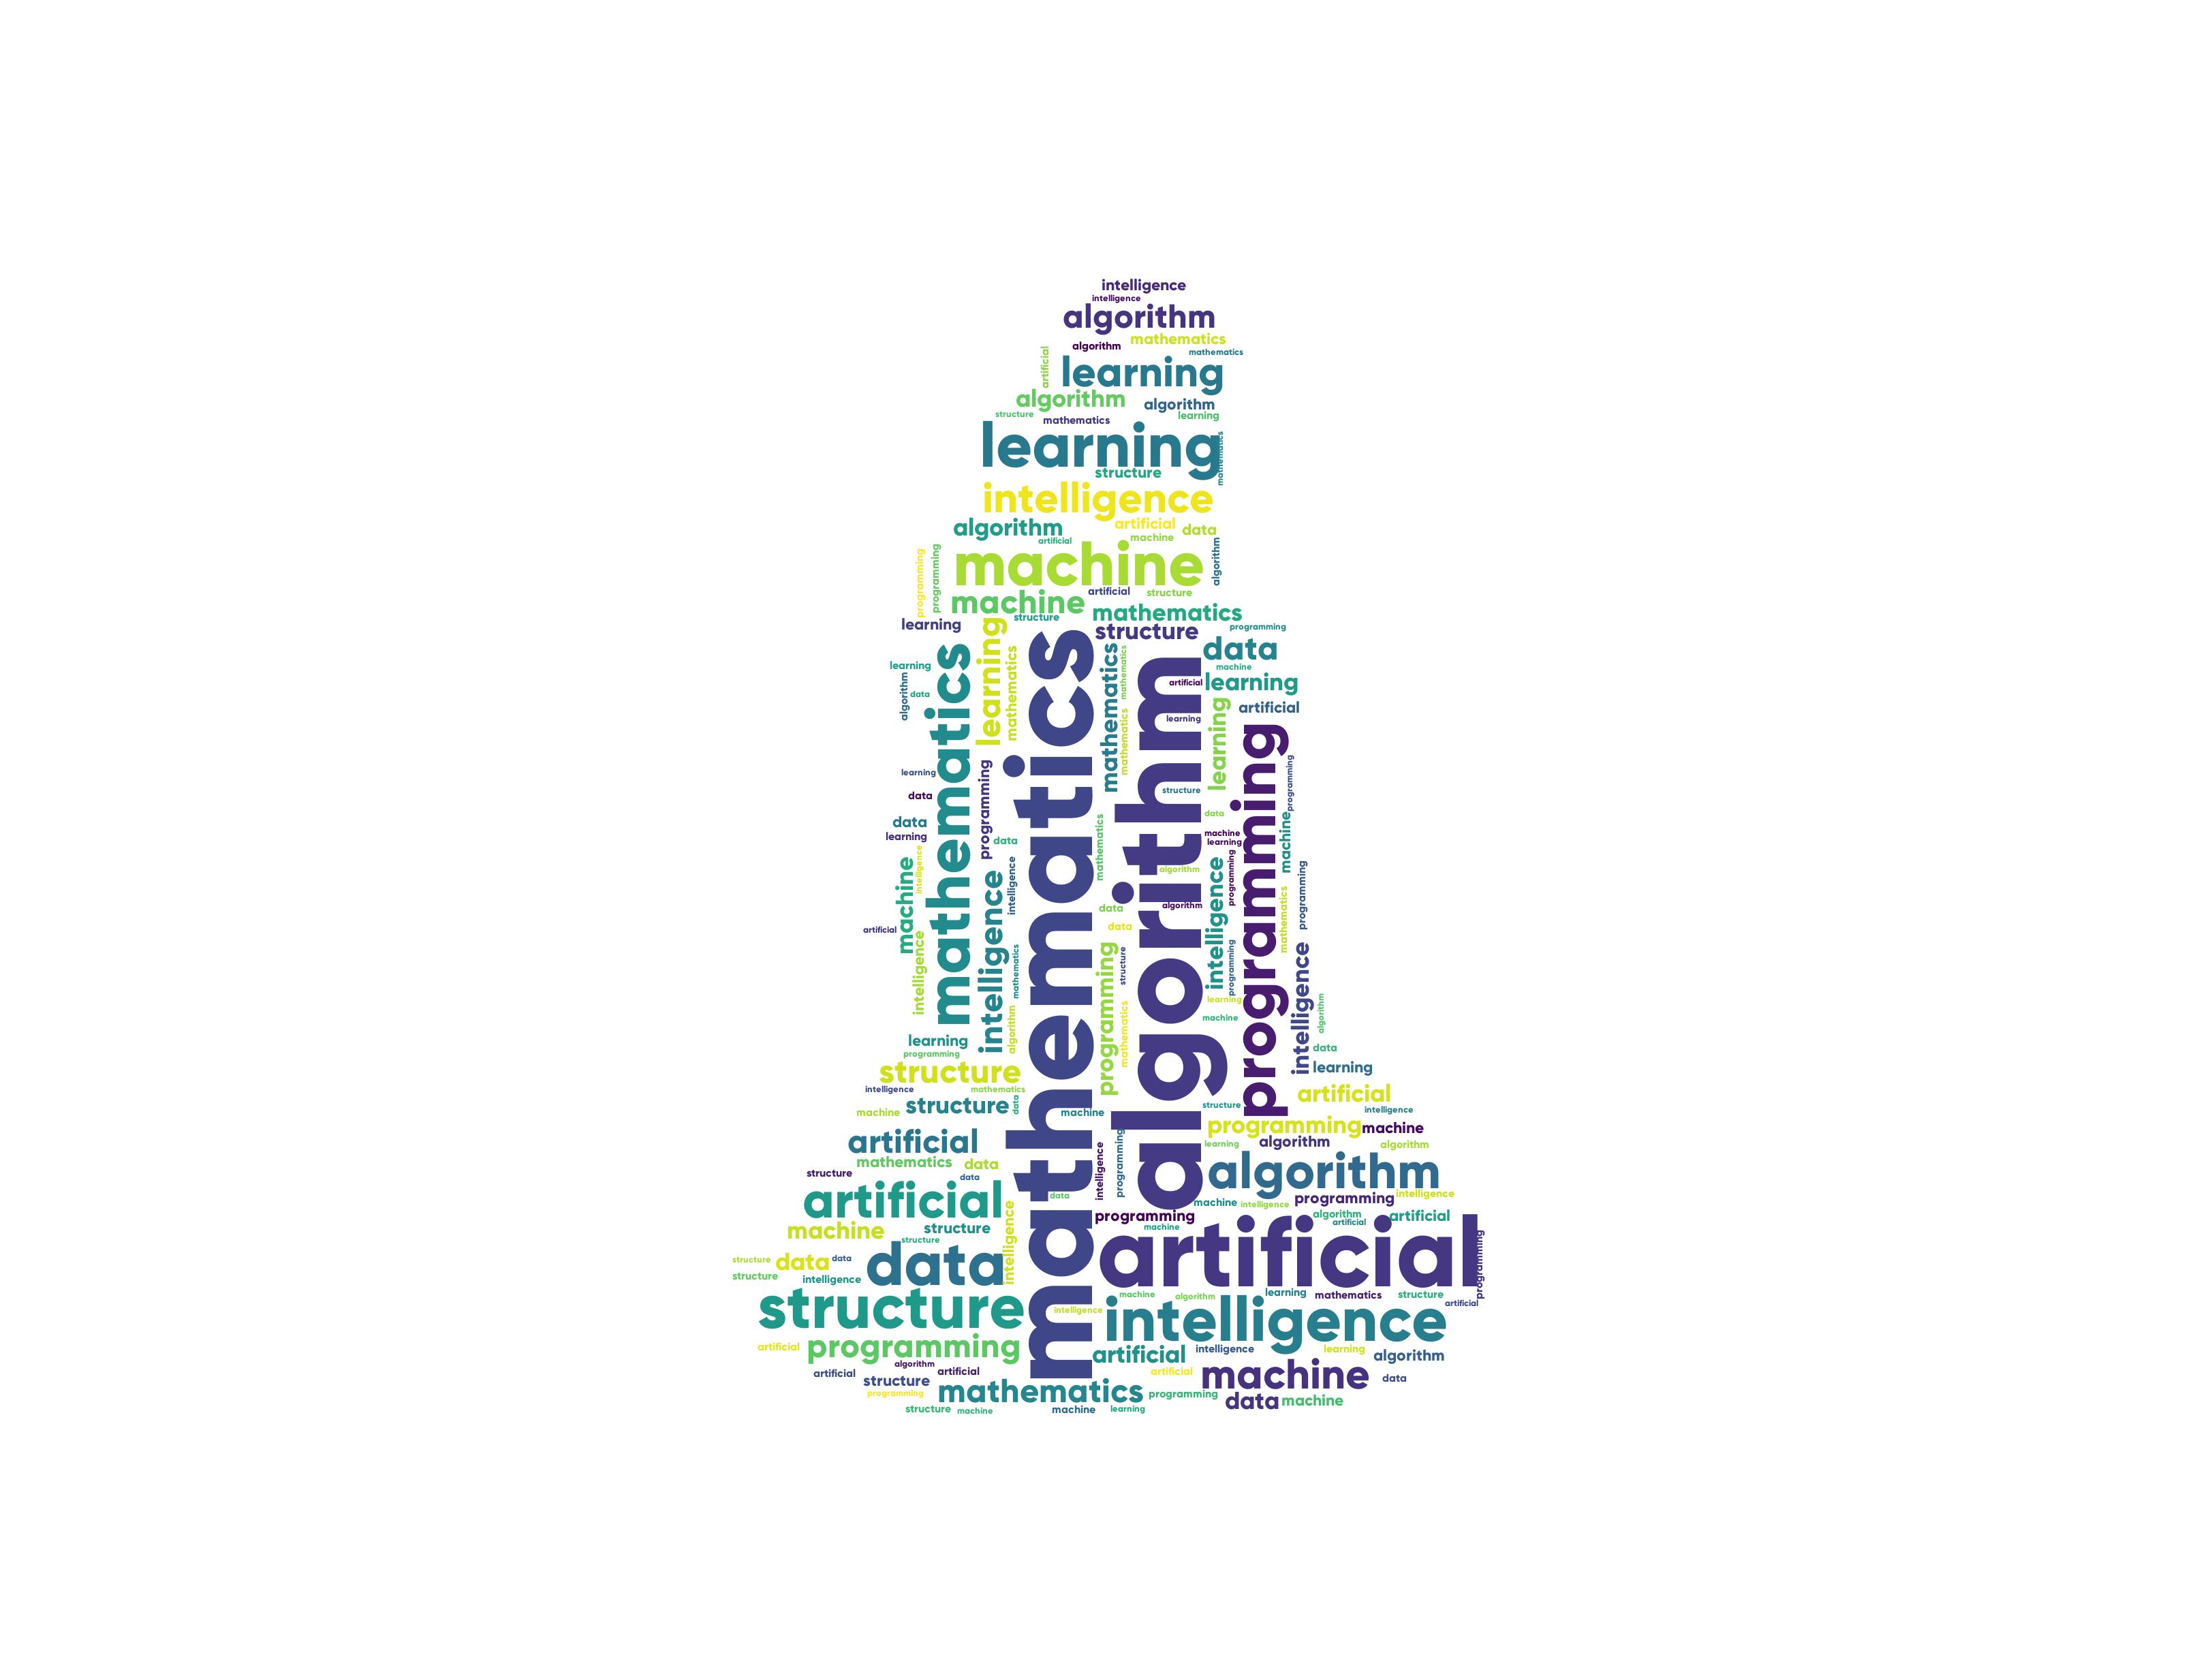 intelligence
intelligence
algorithm
mathematics
algorithm
mathematics
artificial
learning
algorithm
algorithm
structure
mathematics
learning
learning
mathematics
structure
intelligence
algorithm
artificial
data
artificial
machine
programming
programming
machine
algorithm
artificial
structure
machine
mathematics
structure
learning
learning
mathematics
structure
programming
data
machine
learning
mathematics
mathematics
mathematics
mathematics
algorithm
artificial
learning
algorithm
data
learning
mathematics
learning
artificial
programming
learning
programming
programming
data
structure
data
learning
data
mathematics
data
machine
learning
machine
machine
intelligence
intelligence
intelligence
algorithm
intelligence
programming
mathematics
programming
artificial
data
algorithm
data
intelligence
mathematics
programming
structure
programming
intelligence
learning
machine
algorithm
mathematics
algorithm
learning
programming
data
learning
structure
intelligence
mathematics
artificial
machine
structure
data
machine
structure
intelligence
programming
machine
artificial
intelligence
programming
learning
algorithm
algorithm
mathematics
data
structure
data
algorithm
artificial
data
machine
intelligence
programming
intelligence
machine
structure
intelligence
programming
machine
algorithm
artificial
artificial
structure
structure
data
data
data
artificial
programming
structure
intelligence
machine
algorithm
learning
mathematics
structure
artificial
structure
intelligence
intelligence
artificial
programming
artificial
intelligence
learning
algorithm
algorithm
artificial
artificial
structure
artificial
machine
data
programming
mathematics
programming
data
machine
structure
machine
machine
learning